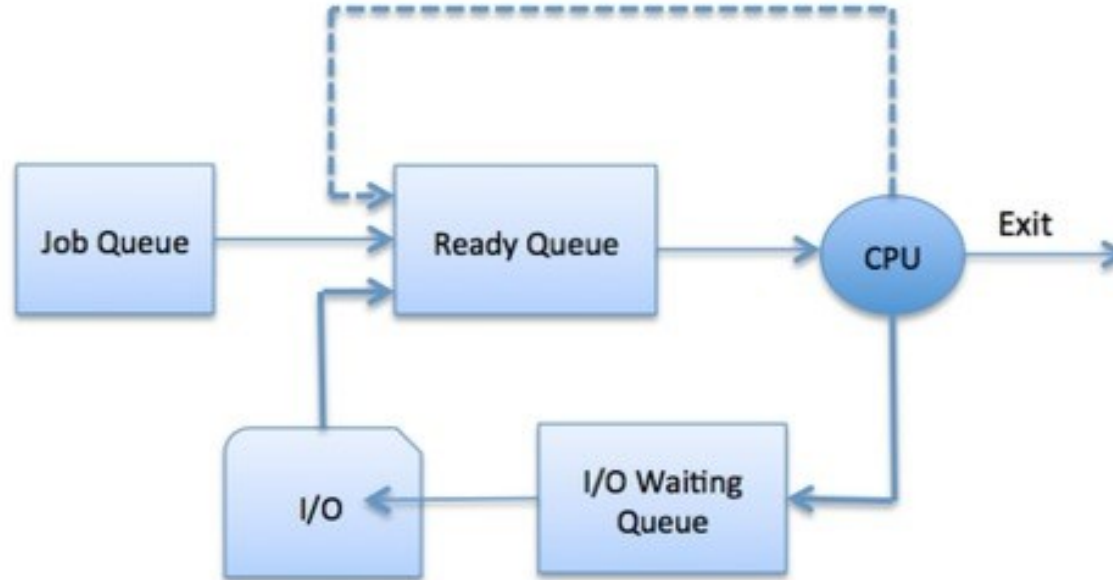 Job Queue
Ready Queue
CPU
Exit
I/O
I/O Waiting
Queue